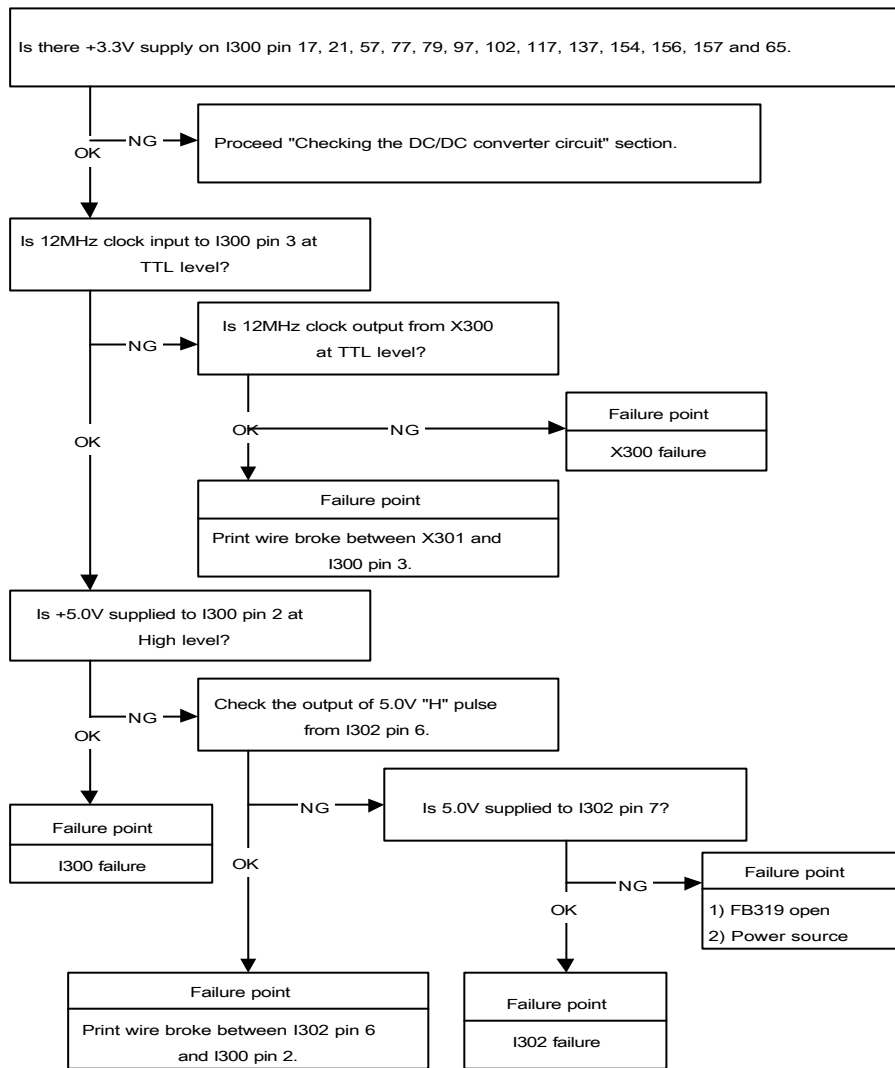 Is there +3.3V supply on I300 pin 17, 21, 57, 77, 79, 97, 102, 117, 137, 154, 156, 157 and 65.
NG
OK
Proceed "Checking the DC/DC converter circuit" section.
Is 12MHz clock input to I300 pin 3 at
TTL level?
NG
OK
Is 12MHz clock output from X300
at TTL level?
OK
NG
Failure point
X300 failure
Failure point
Print wire broke between X301 and
I300 pin 3.
Is +5.0V supplied to I300 pin 2 at
High level?
NG
OK
Check the output of 5.0V "H" pulse
from I302 pin 6.
NG
OK
Is 5.0V supplied to I302 pin 7?
Failure point
I300 failure
NG
OK
Failure point
1) FB319 open
2) Power source
Failure point
Print wire broke between I302 pin 6
and I300 pin 2.
Failure point
I302 failure